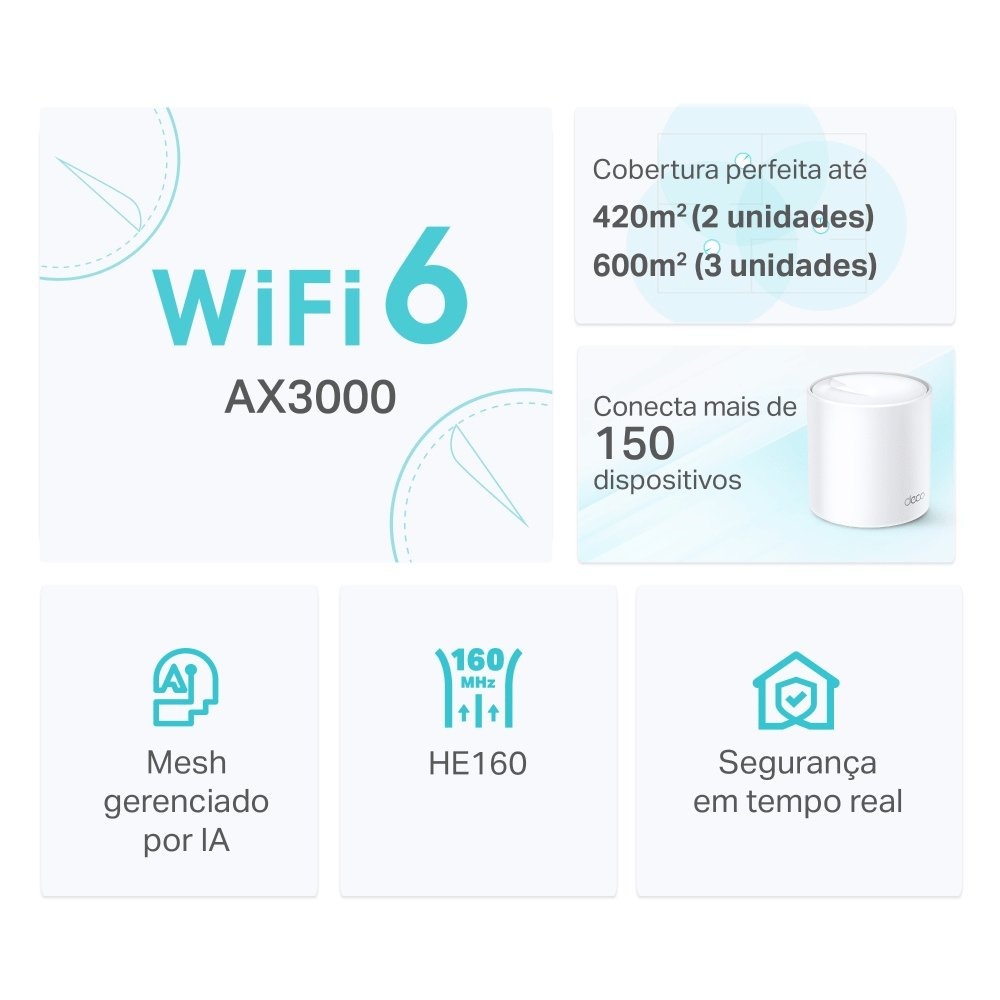 WiFi 6
AX3000
Cobertura perfeita até
420m² (2 unidades)
600m² (3 unidades)
Conecta mais de
150
dispositivos
deco
AI
Mesh
gerenciado
por IA
160
MHz
HE160
Segurança
em tempo real